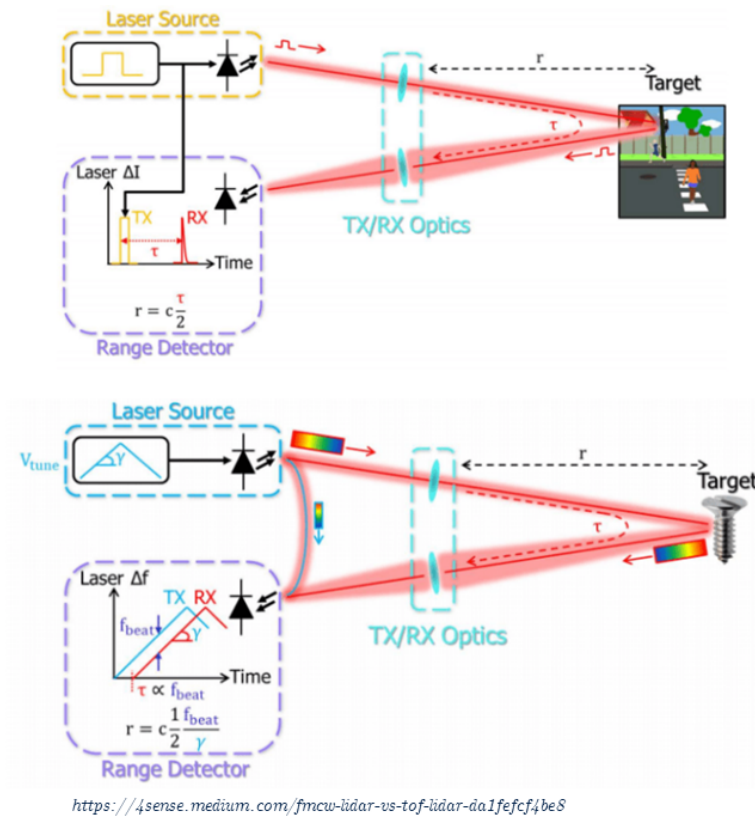 Laser Source
r
Target
τ
Laser ΔI
TX RX
τ
Time
TX/RX Optics
r = c τ/2
Range Detector
Laser Source
V_tune
γ
r
Target
τ
Laser Δf
TX RX
f_beat
γ
Time
τ ∝ f_beat
TX/RX Optics
r = c 1/2 f_beat/γ
Range Detector
https://4sense.medium.com/fmcw-lidar-vs-tof-lidar-da1fefcf4be8